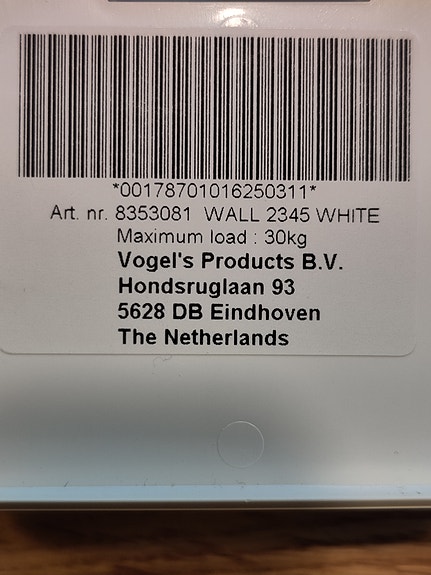 *00178701016250311*
Art. nr. 8353081 WALL 2345 WHITE
Maximum load : 30kg
Vogel's Products B.V.
Hondsruglaan 93
5628 DB Eindhoven
The Netherlands